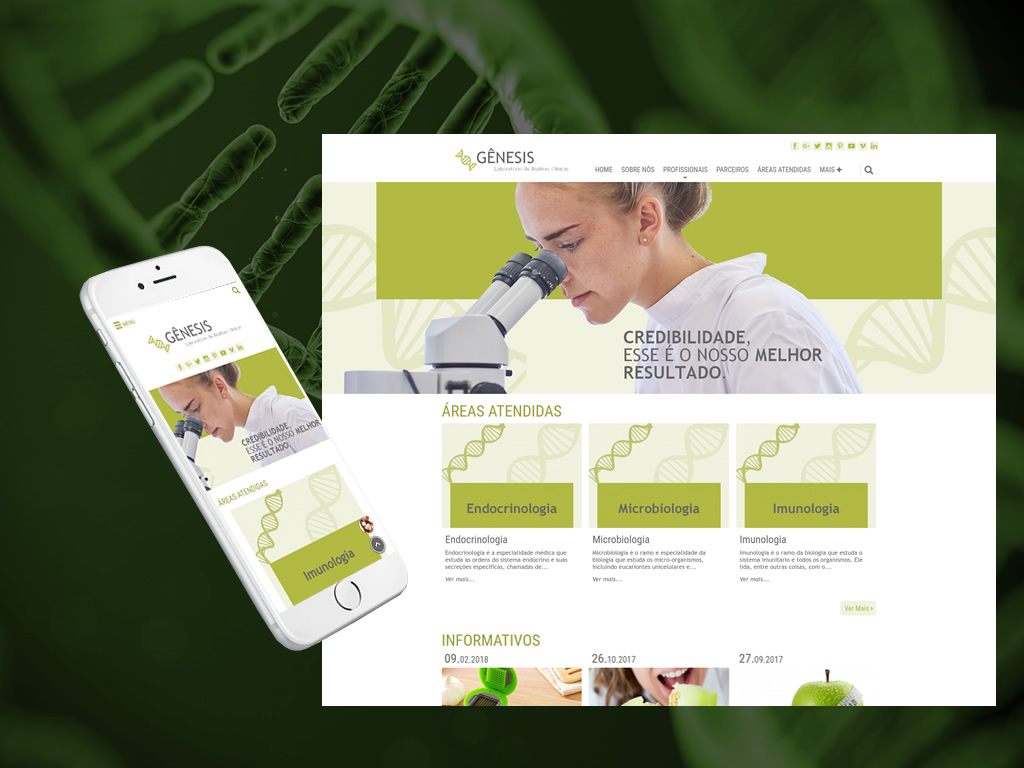 GÊNESIS
Laboratório de Análises Clínicas
HOME SOBRE NÓS PROFISSIONAIS PARCEIROS ÁREAS ATENDIDAS MAIS +
CREDIBILIDADE,
ESSE É O NOSSO MELHOR
RESULTADO.
ÁREAS ATENDIDAS
Endocrinologia Microbiologia Imunologia
Endocrinologia Microbiologia Imunologia
Endocrinologia é a especialidade médica que Microbiologia é o ramo e especialidade da Imunologia é o ramo da biologia que estuda o
estuda as ordens do sistema endócrino e suas biologia que estuda os micro-organismos, sistema imunitário e todos os organismos. Ele
secreções específicas, chamadas de... incluindo eucariontes unicelulares e... lida, entre outras coisas, com o...
Ver mais... Ver mais... Ver mais...
Ver Mais ›
INFORMATIVOS
09.02.2018 26.10.2017 27.09.2017
MENU
GÊNESIS
Laboratório de Análises Clínicas
CREDIBILIDADE,
ESSE É O NOSSO MELHOR
RESULTADO.
ÁREAS ATENDIDAS
Imunologia